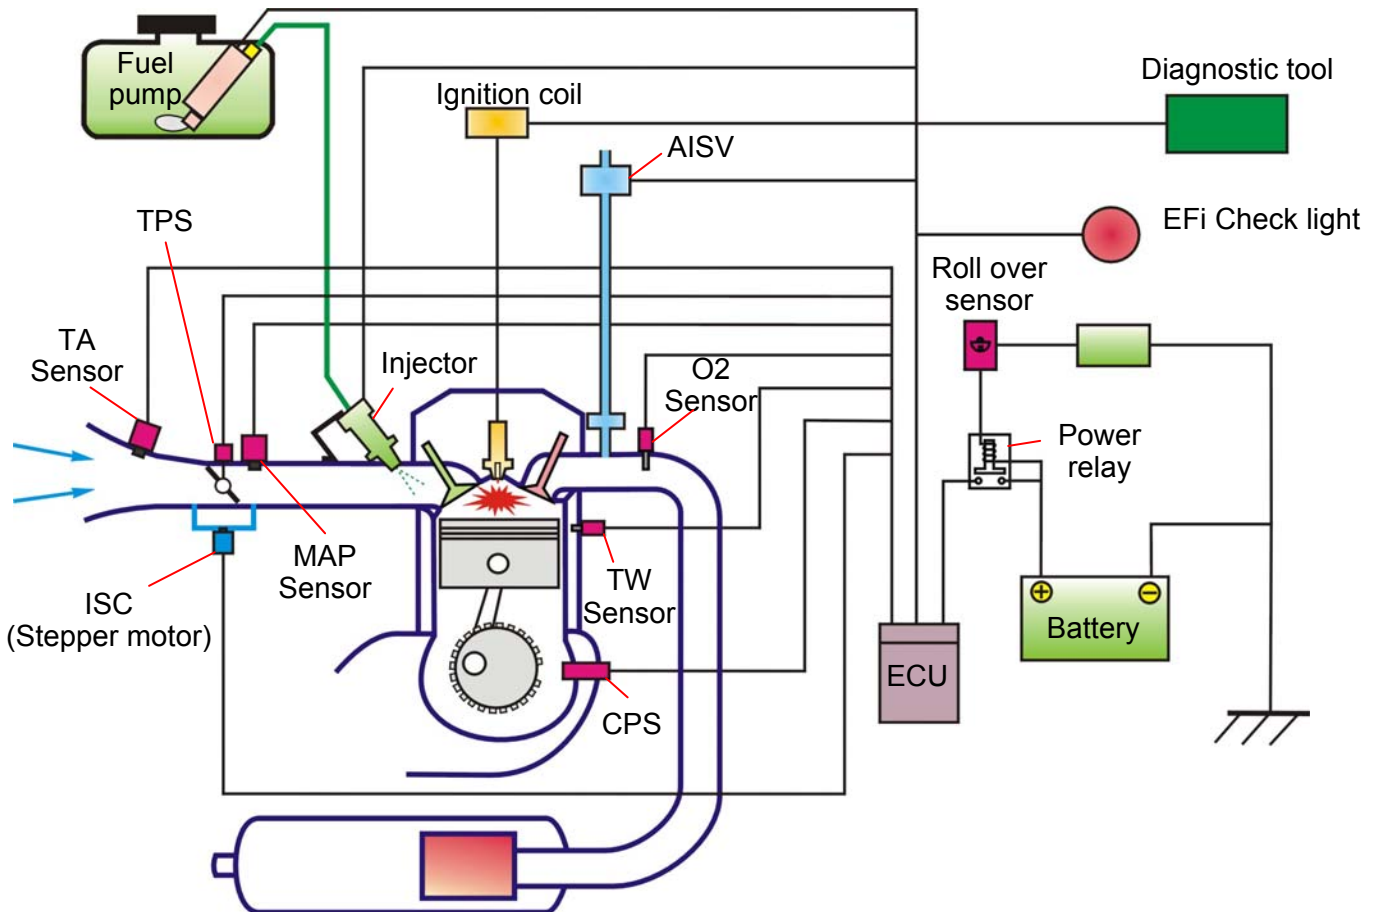 Fuel
pump
Ignition coil
Diagnostic tool
AISV
TPS
EFi Check light
Roll over
sensor
TA
Sensor
Injector
O2
Sensor
Power
relay
MAP
Sensor
TW
Sensor
ISC
(Stepper motor)
+
-
Battery
ECU
CPS